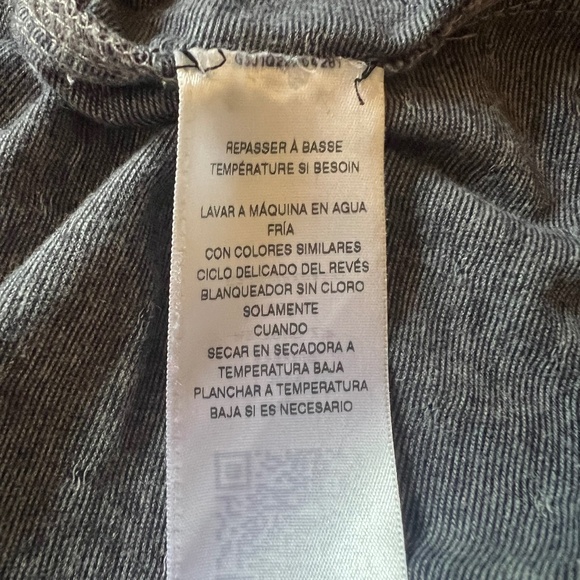 REPASSER À BASSE
TEMPÉRATURE SI BESOIN
LAVAR A MÁQUINA EN AGUA
FRÍA
CON COLORES SIMILARES
CICLO DELICADO DEL REVÉS
BLANQUEADOR SIN CLORO
SOLAMENTE
CUANDO
SECAR EN SECADORA A
TEMPERATURA BAJA
PLANCHAR A TEMPERATURA
BAJA SI ES NECESARIO